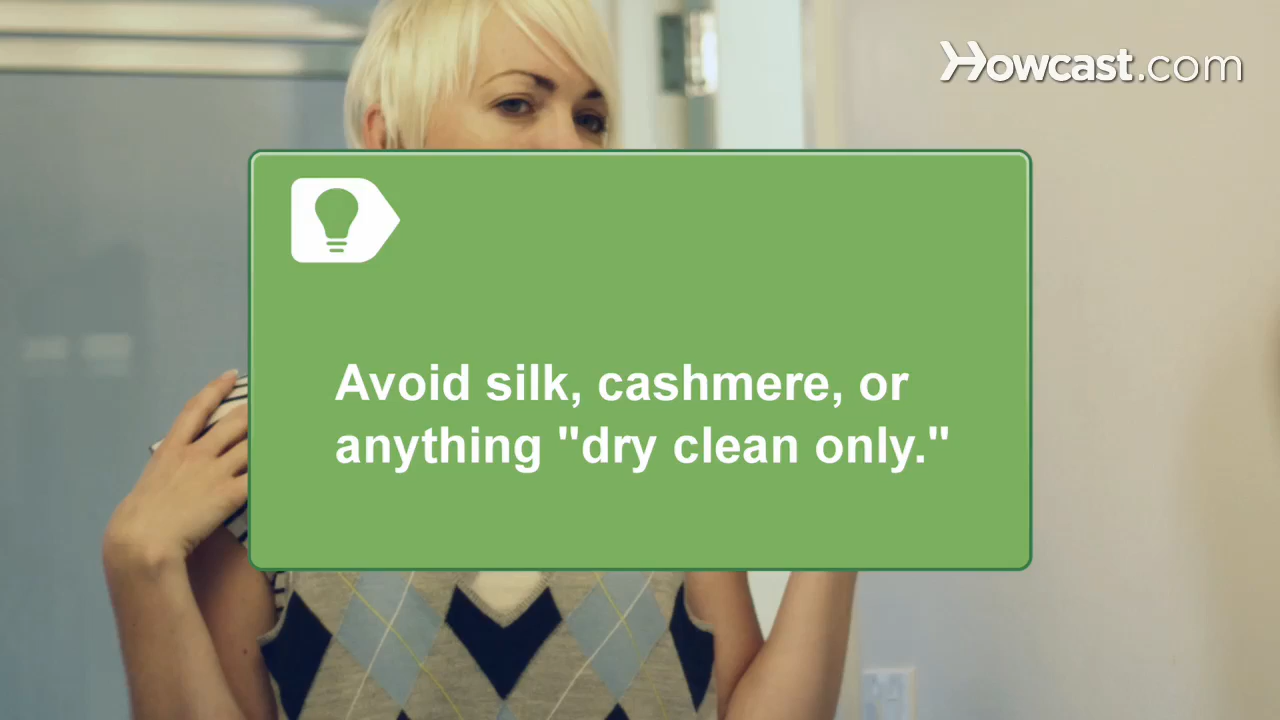 Howcast.com
Avoid silk, cashmere, or
anything "dry clean only."